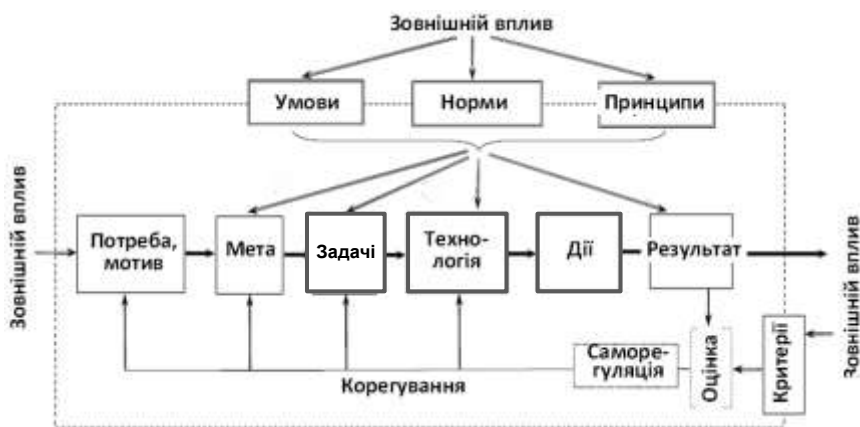 Зовнішній вплив
Умови
Норми
Принципи
Зовнішній вплив
Потреба,
мотив
Мета
Задачі
Техно-
логія
Дії
Результат
Зовнішній вплив
Саморе-
гуляція
Оцінка
Критерії
Корегування